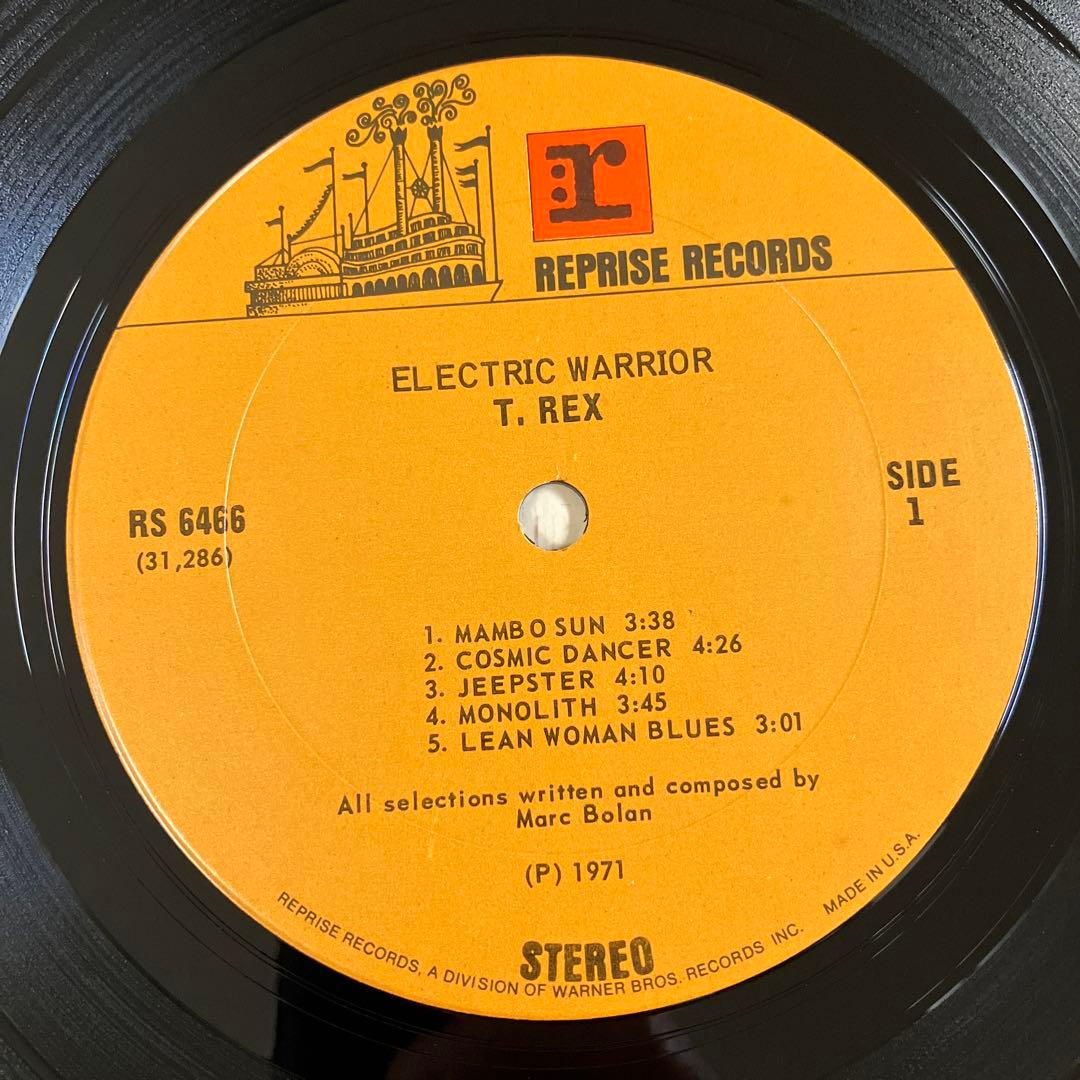 r
REPRISE RECORDS
ELECTRIC WARRIOR
T. REX
SIDE
1
RS 6466
(31,286)
1. MAMBO SUN 3:38
2. COSMIC DANCER 4:26
3. JEEPSTER 4:10
4. MONOLITH 3:45
5. LEAN WOMAN BLUES 3:01
All selections written and composed by
Marc Bolan
(P) 1971
STEREO
REPRISE RECORDS, A DIVISION OF WARNER BROS. RECORDS INC. MADE IN U.S.A.